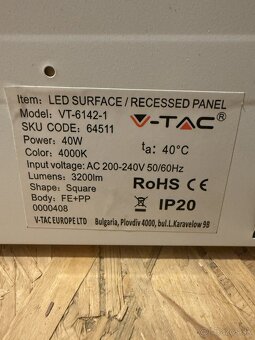 Item: LED SURFACE / RECESSED PANEL
Model: VT-6142-1
SKU CODE: 64511
V-TAC®
Power: 40W
ta: 40°C
Color: 4000K
Input voltage: AC 200-240V 50/60Hz
Lumens: 3200lm
Shape: Square
RoHS CE
Body: FE+PP
IP20
0000408
V-TAC EUROPE LTD
Bulgaria, Plovdiv 4000, bul.L.Karavelow 9B